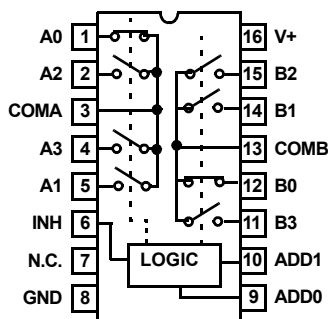 A0 1 16 V+
A2 2 15 B2
COMA 3 14 B1
13 COMB
A3 4
A1 5 12 B0
INH 6 11 B3
N.C. 7 LOGIC 10 ADD1
GND 8 9 ADD0